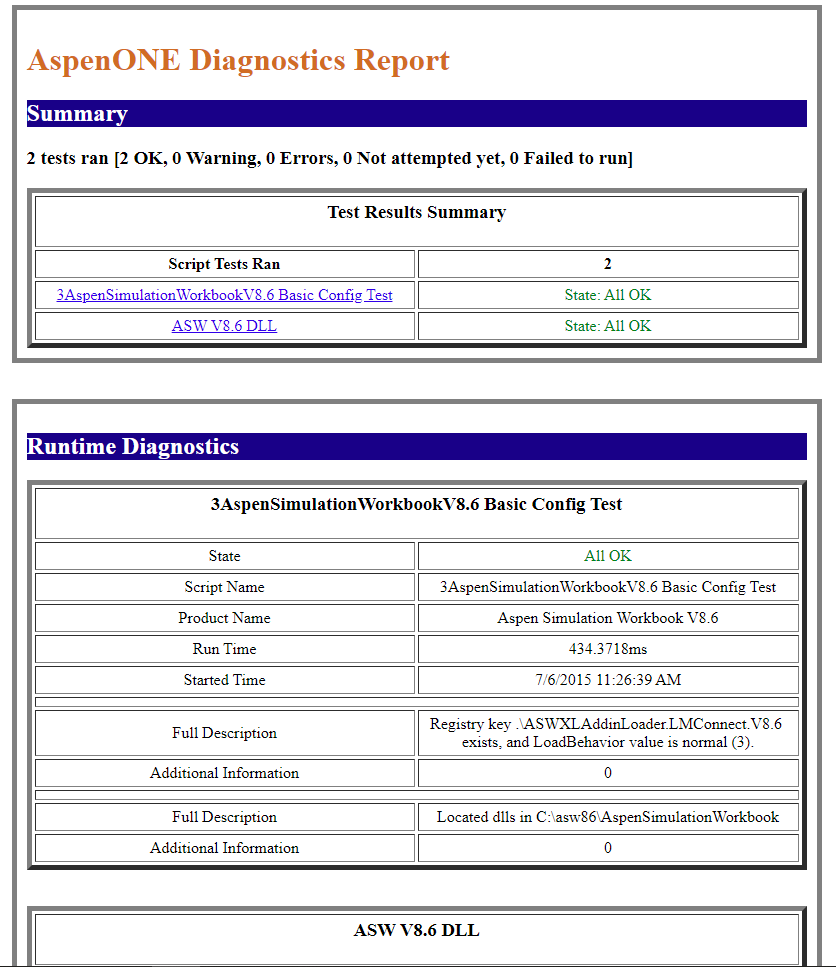 AspenONE Diagnostics Report
Summary
2 tests ran [2 OK, 0 Warning, 0 Errors, 0 Not attempted yet, 0 Failed to run]
Test Results Summary
Script Tests Ran 2
3AspenSimulationWorkbookV8.6 Basic Config Test State: All OK
ASW V8.6 DLL State: All OK
Runtime Diagnostics
3AspenSimulationWorkbookV8.6 Basic Config Test
State All OK
Script Name 3AspenSimulationWorkbookV8.6 Basic Config Test
Product Name Aspen Simulation Workbook V8.6
Run Time 434.3718ms
Started Time 7/6/2015 11:26:39 AM
Full Description Registry key .\ASWXLAddinLoader.LMConnect.V8.6
exists, and LoadBehavior value is normal (3).
Additional Information 0
Full Description Located dlls in C:\asw86\AspenSimulationWorkbook
Additional Information 0
ASW V8.6 DLL